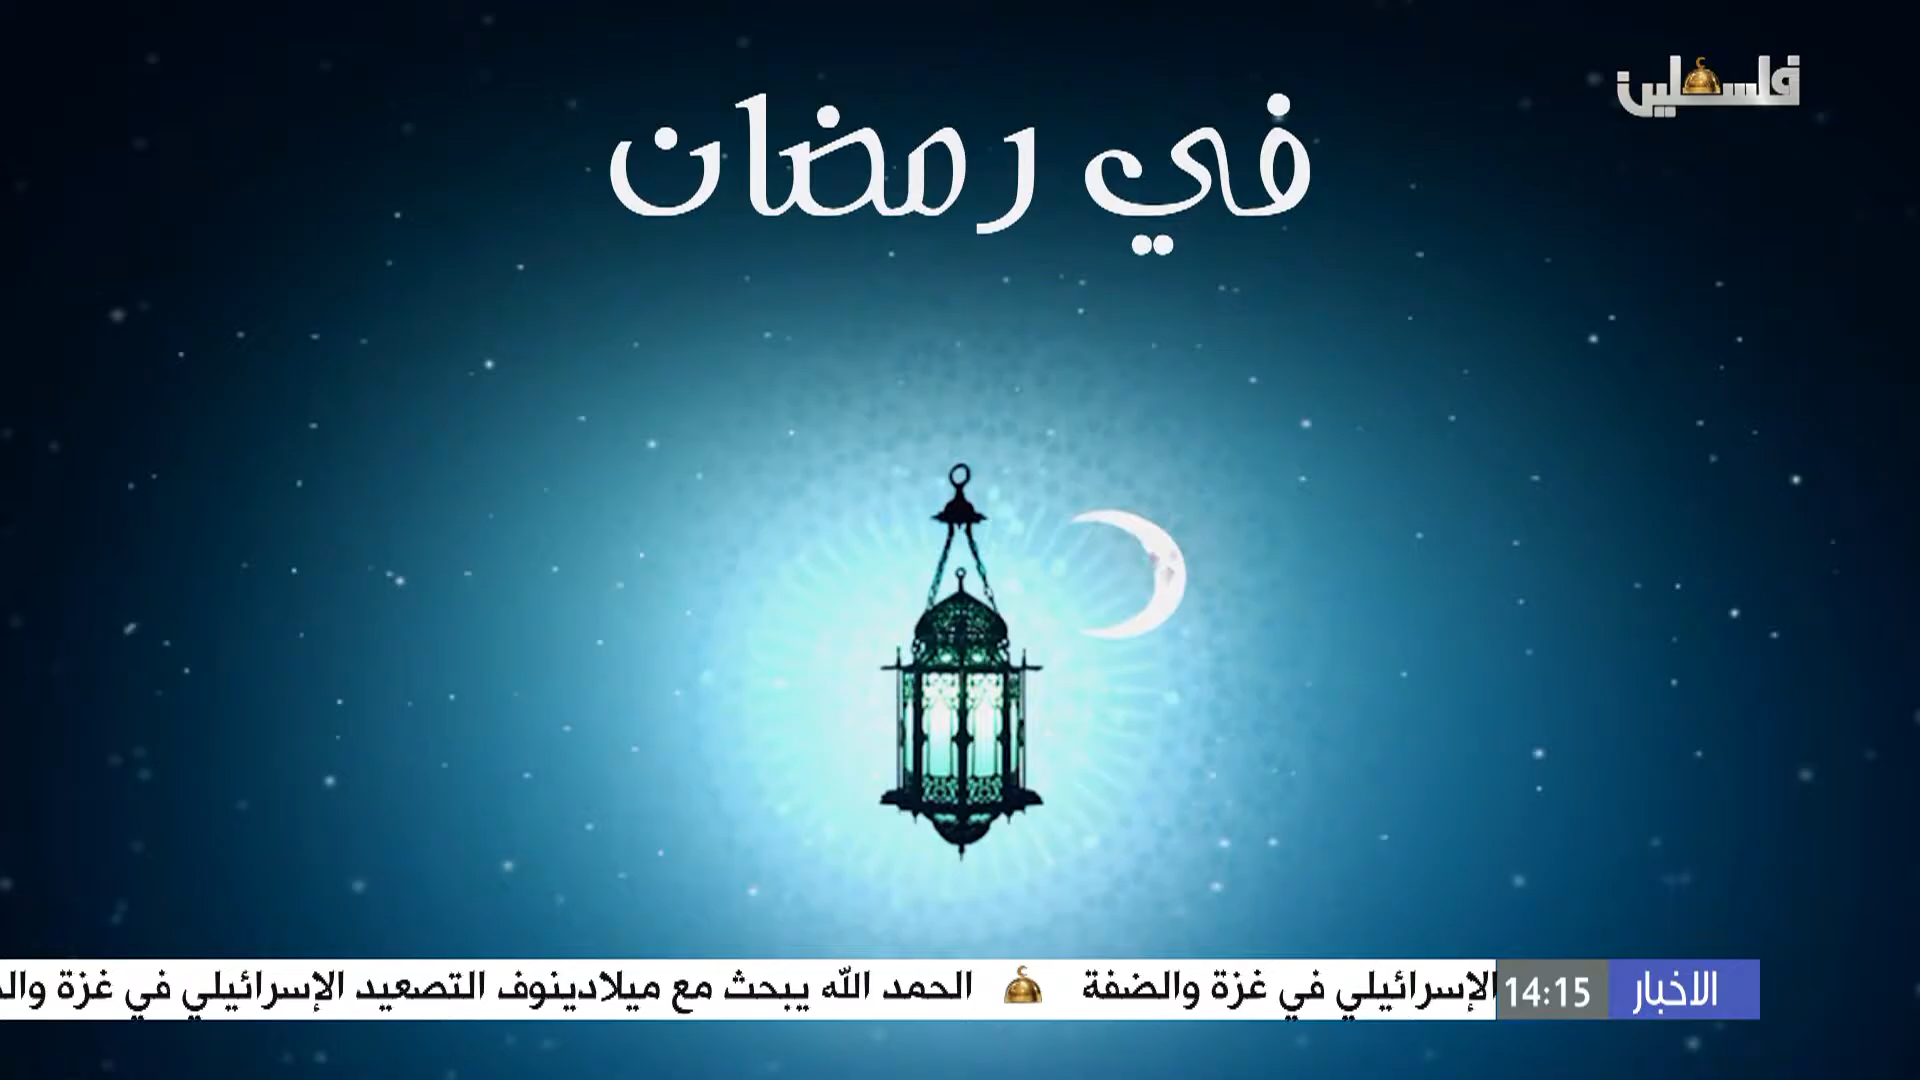 فلسطين
في رمضان
الاخبار 14:15 الإسرائيلي في غزة والضفة الحمد الله يبحث مع ميلادينوف التصعيد الإسرائيلي في غزة